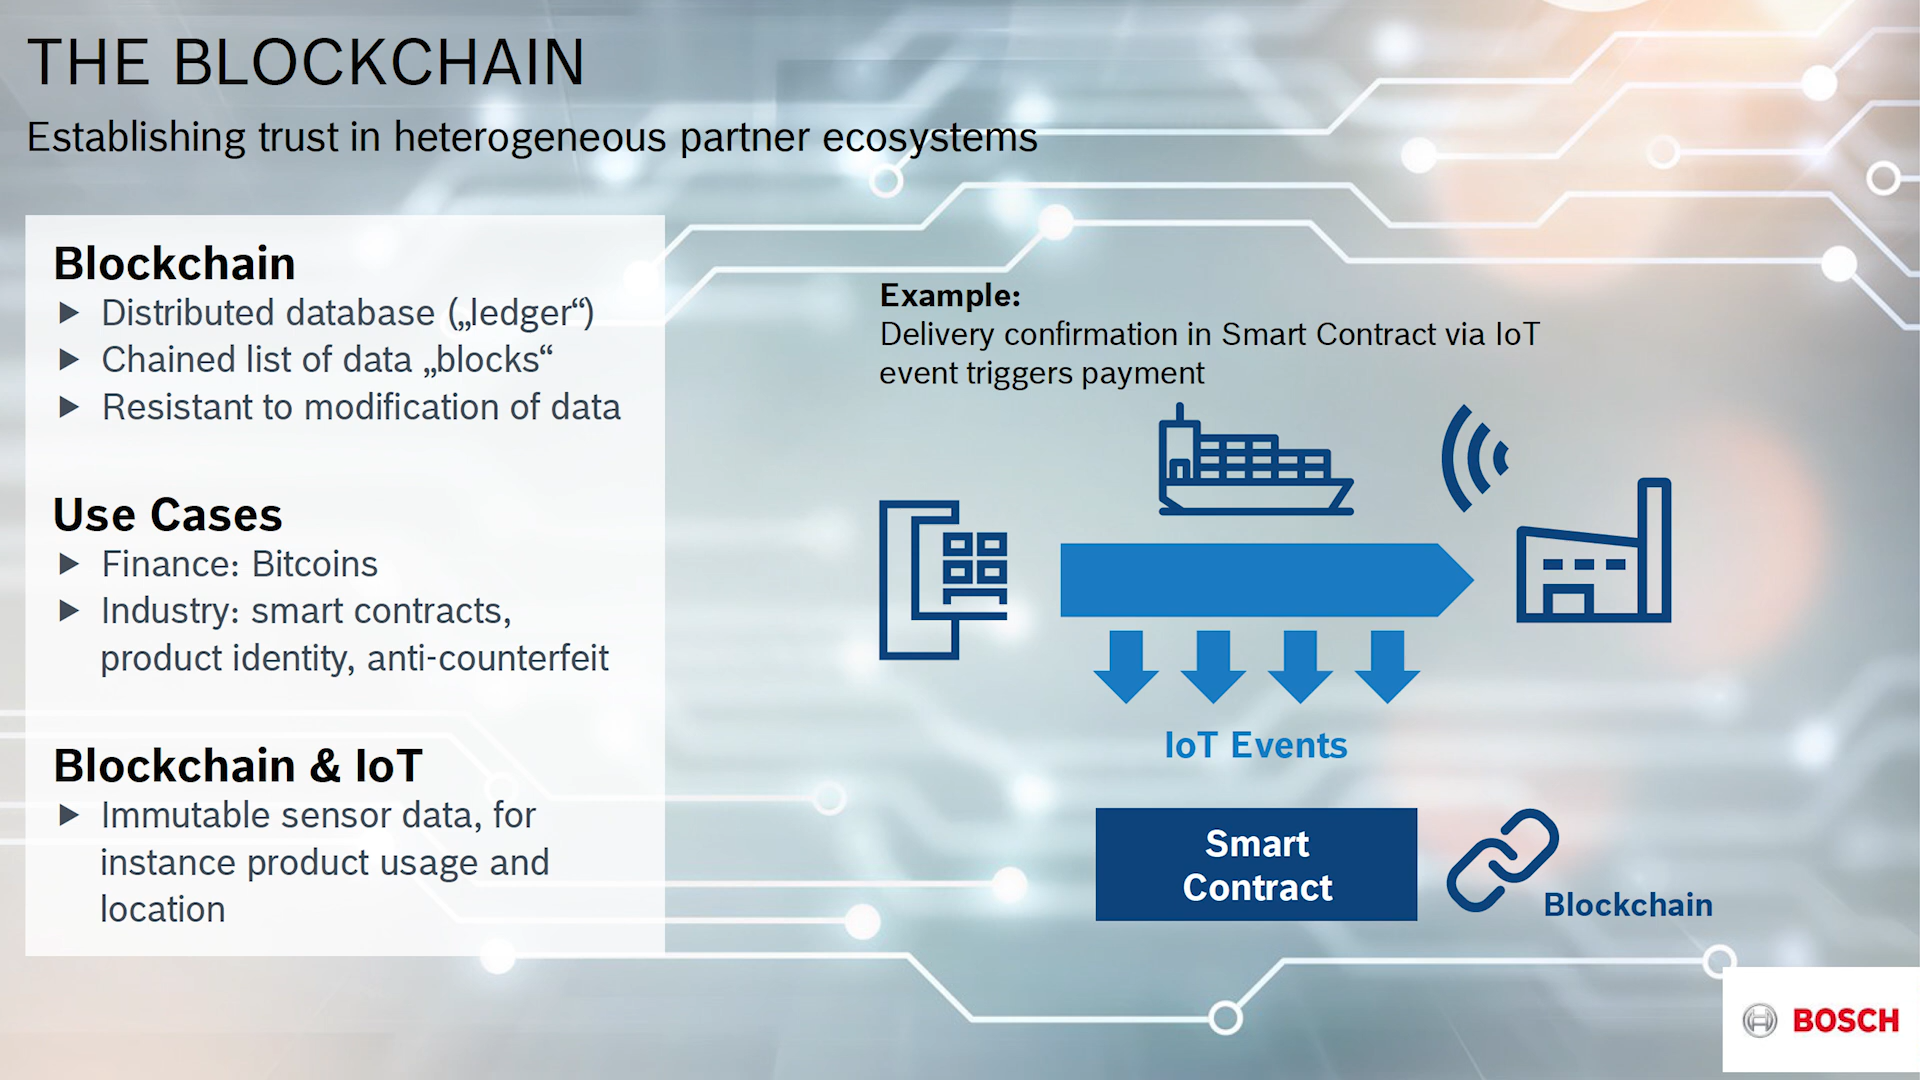 THE BLOCKCHAIN
Establishing trust in heterogeneous partner ecosystems
Blockchain
Distributed database („ledger“)
Chained list of data „blocks“
Resistant to modification of data
Use Cases
Finance: Bitcoins
Industry: smart contracts,
product identity, anti-counterfeit
Blockchain & IoT
Immutable sensor data, for
instance product usage and
location
Example:
Delivery confirmation in Smart Contract via IoT
event triggers payment
IoT Events
Smart
Contract
Blockchain
BOSCH